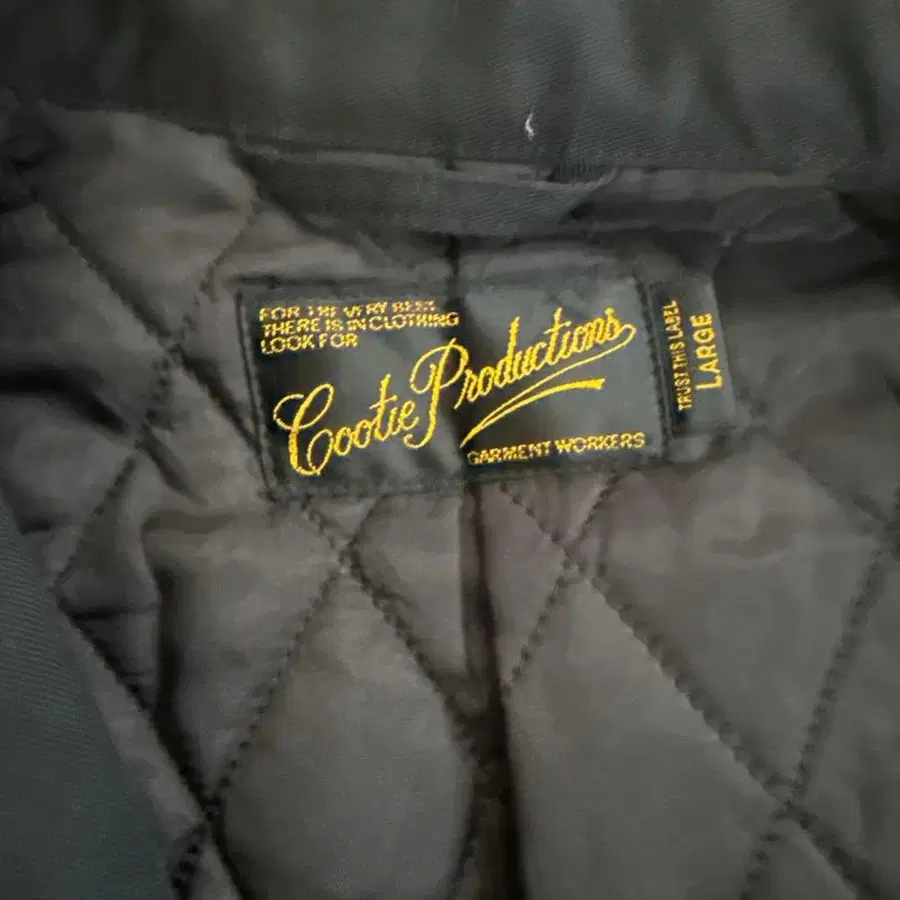 FOR THE VERY BEST
THERE IS IN CLOTHING
LOOK FOR
Cootie Productions
GARMENT WORKERS
TRUST THIS LABEL
LARGE